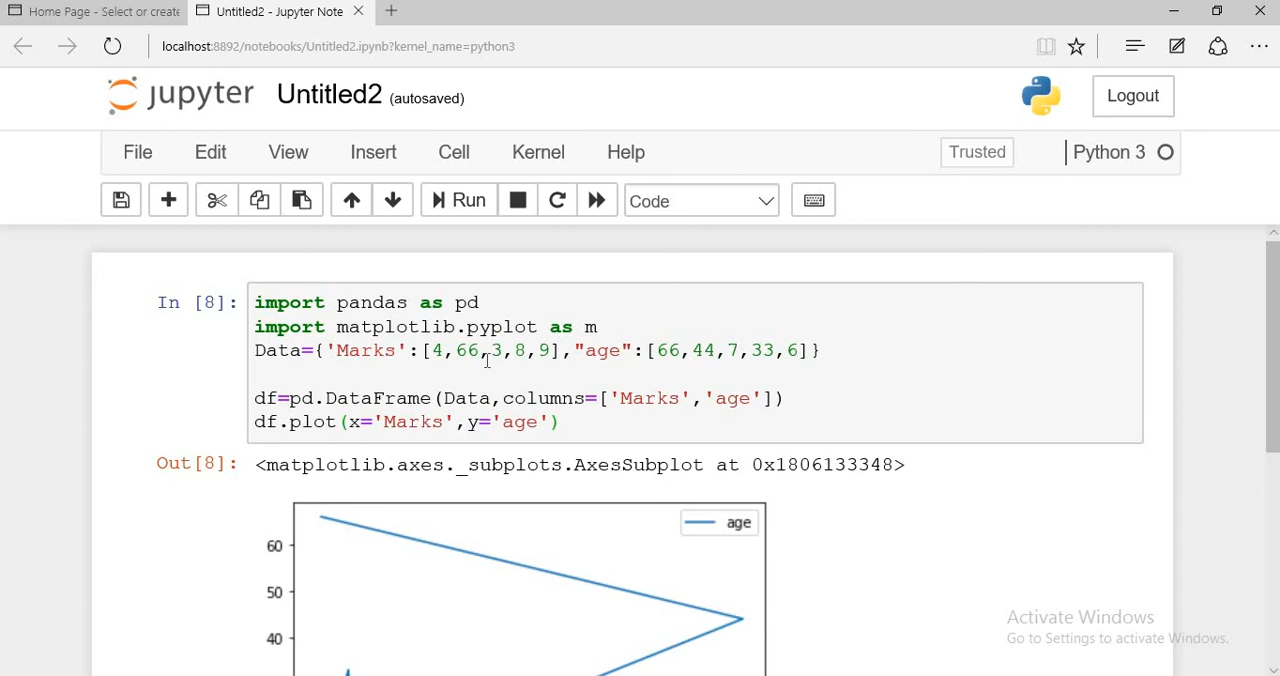 Home Page - Select or create
Untitled2 - Jupyter Note
localhost:8892/notebooks/Untitled2.ipynb?kernel_name=python3
jupyter Untitled2 (autosaved)
Logout
File Edit View Insert Cell Kernel Help Trusted Python 3
Run Code
In [8]: import pandas as pd
import matplotlib.pyplot as m
Data={'Marks':[4,66,3,8,9],"age":[66,44,7,33,6]}
df=pd.DataFrame(Data,columns=['Marks','age'])
df.plot(x='Marks',y='age')
Out[8]: <matplotlib.axes._subplots.AxesSubplot at 0x1806133348>
age
60
50
40
Activate Windows
Go to Settings to activate Windows.